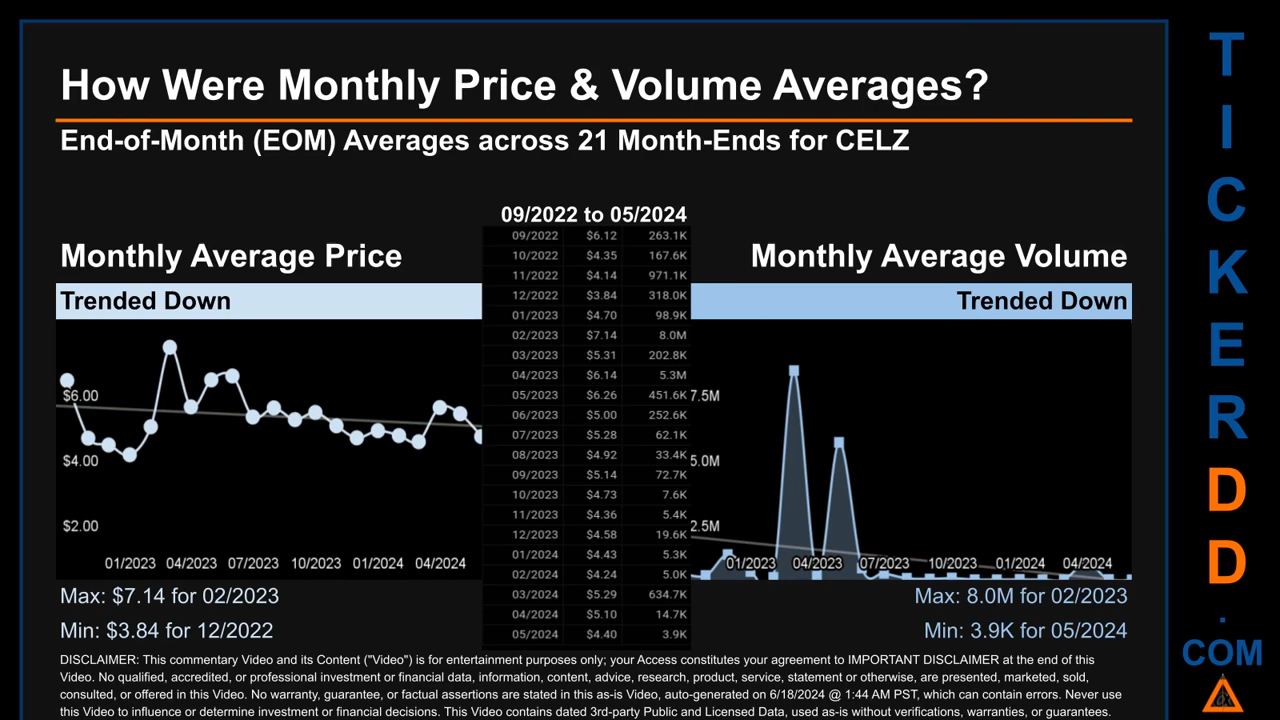 How Were Monthly Price & Volume Averages?
End-of-Month (EOM) Averages across 21 Month-Ends for CELZ
09/2022 to 05/2024
Monthly Average Price
Monthly Average Volume
Trended Down
Trended Down
09/2022 $6.12 263.1K
10/2022 $4.35 167.6K
11/2022 $4.14 971.1K
12/2022 $3.84 318.0K
01/2023 $4.70 98.9K
02/2023 $7.14 8.0M
03/2023 $5.31 202.8K
04/2023 $6.14 5.3M
05/2023 $6.26 451.6K
06/2023 $5.00 252.6K
07/2023 $5.28 62.1K
08/2023 $4.92 33.4K
09/2023 $5.14 72.7K
10/2023 $4.73 7.6K
11/2023 $4.36 5.4K
12/2023 $4.58 19.6K
01/2024 $4.43 5.3K
02/2024 $4.24 5.0K
03/2024 $5.29 634.7K
04/2024 $5.10 14.7K
05/2024 $4.40 3.9K
$6.00
$4.00
$2.00
01/2023 04/2023 07/2023 10/2023 01/2024 04/2024
7.5M
5.0M
2.5M
01/2023 04/2023 07/2023 10/2023 01/2024 04/2024
Max: $7.14 for 02/2023
Min: $3.84 for 12/2022
Max: 8.0M for 02/2023
Min: 3.9K for 05/2024
DISCLAIMER: This commentary Video and its Content ("Video") is for entertainment purposes only; your Access constitutes your agreement to IMPORTANT DISCLAIMER at the end of this
Video. No qualified, accredited, or professional investment or financial data, information, content, advice, research, product, service, statement or otherwise, are presented, marketed, sold,
consulted, or offered in this Video. No warranty, guarantee, or factual assertions are stated in this as-is Video, auto-generated on 6/18/2024 @ 1:44 AM PST, which can contain errors. Never use
this Video to influence or determine investment or financial decisions. This Video contains dated 3rd-party Public and Licensed Data, used as-is without verifications, warranties, or guarantees.
T
I
C
K
E
R
D
D
.
COM